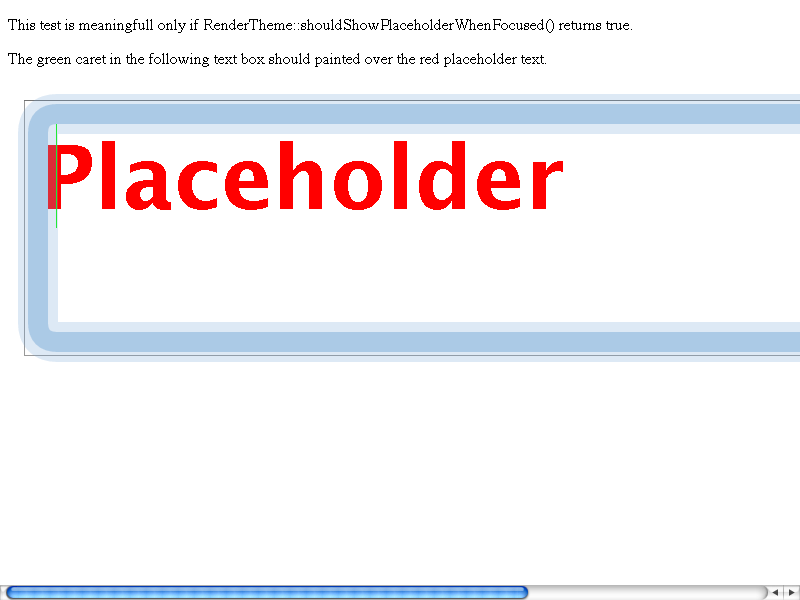 This test is meaningfull only if RenderTheme::shouldShowPlaceholderWhenFocused() returns true.
The green caret in the following text box should painted over the red placeholder text.
Placeholder